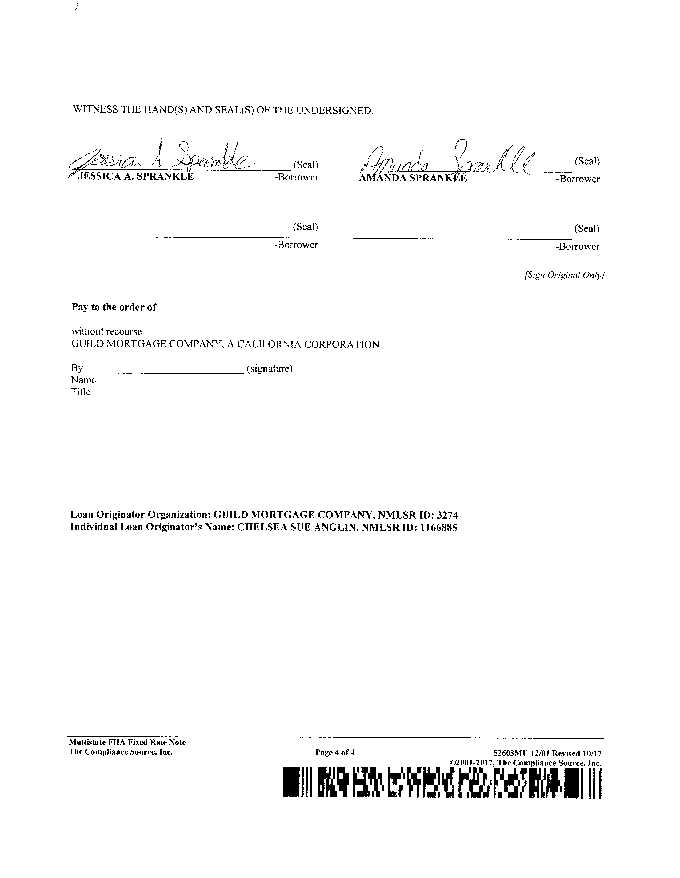 WITNESS THE HAND(S) AND SEAL(S) OF THE UNDERSIGNED.
Jessica A Sprankle (Seal) Amanda Sprankle (Seal)
JESSICA A. SPRANKLE -Borrower AMANDA SPRANKLE -Borrower
(Seal) (Seal)
-Borrower -Borrower
[Sign Original Only]
Pay to the order of
without recourse
GUILD MORTGAGE COMPANY, A CALIFORNIA CORPORATION
By (signature)
Name
Title
Loan Originator Organization: GUILD MORTGAGE COMPANY, NMLSR ID: 3274
Individual Loan Originator's Name: CHELSEA SUE ANGLIN, NMLSR ID: 1166885
Multistate FHA Fixed Rate Note
The Compliance Source, Inc. Page 4 of 4 52603MU 12/01 Revised 10/17
©2001-2017, The Compliance Source, Inc.